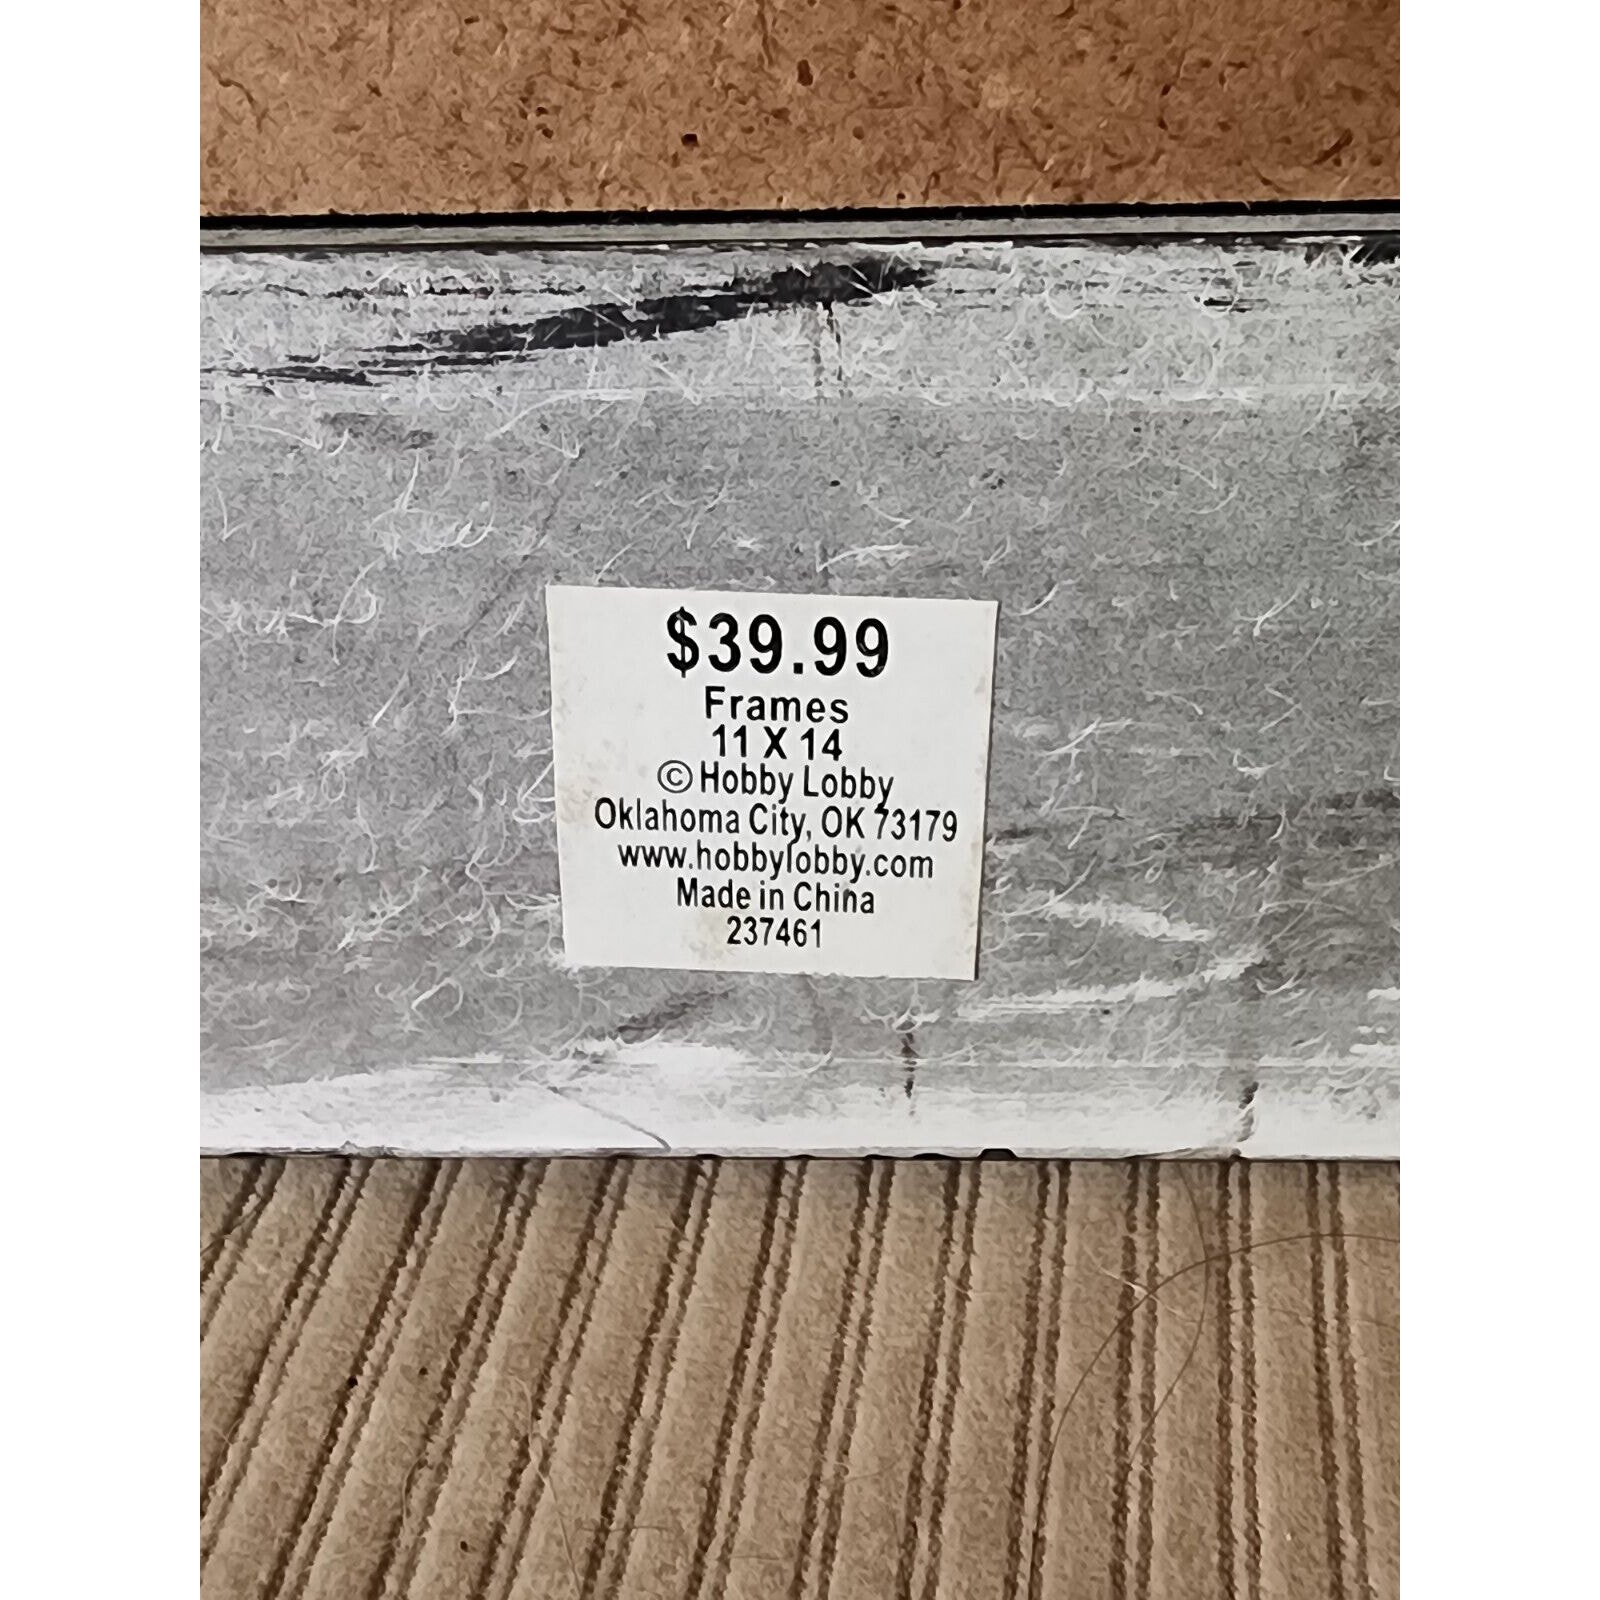 $39.99
Frames
11 X 14
© Hobby Lobby
Oklahoma City, OK 73179
www.hobbylobby.com
Made in China
237461